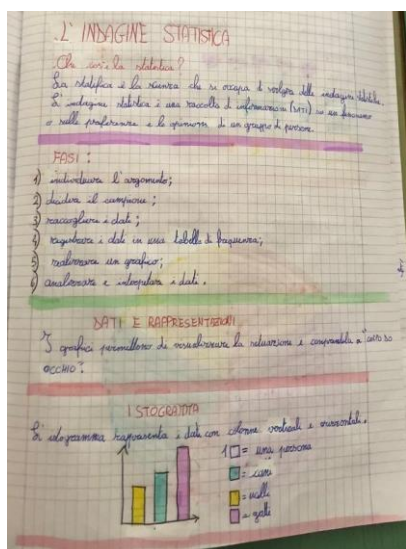 L'INDAGINE STATISTICA
Che cos'è la statistica?
La statistica è la scienza che si occupa di svolgere delle indagini statistiche.
L'indagine statistica è una raccolta di informazioni (DATI) su un fenomeno
o sulle preferenze e le opinioni di un gruppo di persone.
FASI:
1) individuare l'argomento;
2) il campione;
3) raccogliere i dati;
4) registrare i dati in una tabella di frequenza;
5) realizzare un grafico;
6) analizzare e interpretare i dati.
DATI E RAPPRESENTAZIONI
I grafici permettono di visualizzare la situazione e comprenderla a "COLPO DO
OCCHIO".
ISTOGRAMMA
L'istogramma rappresenta i dati con colonne verticali e orizzontali.
1 = una persona
= cani
= 
= gatti